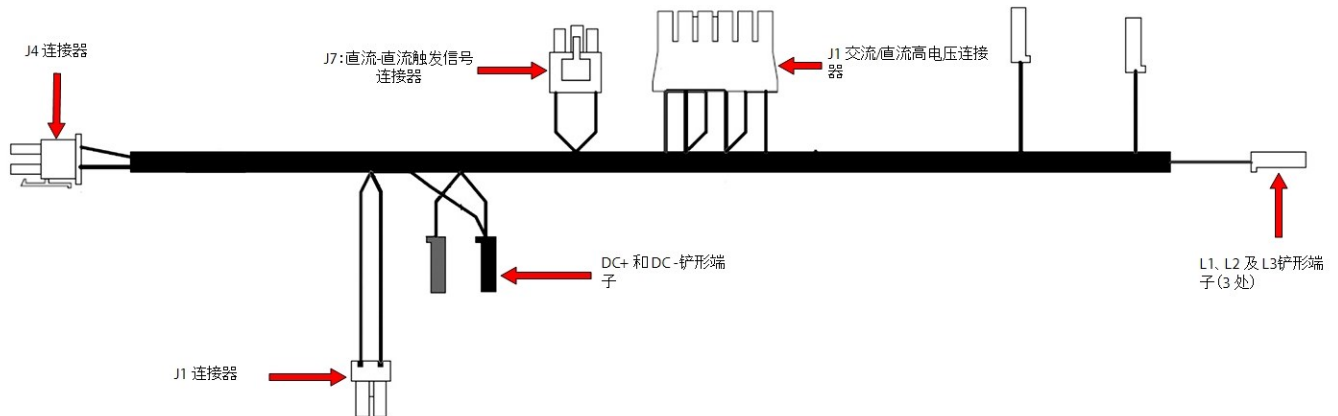 J4 连接器
J7：直流-直流触发信号
连接器
J1 交流/直流高电压连接
器
DC+ 和 DC -铲形端
子
L1、L2 及 L3铲形端
子（3 处）
J1 连接器